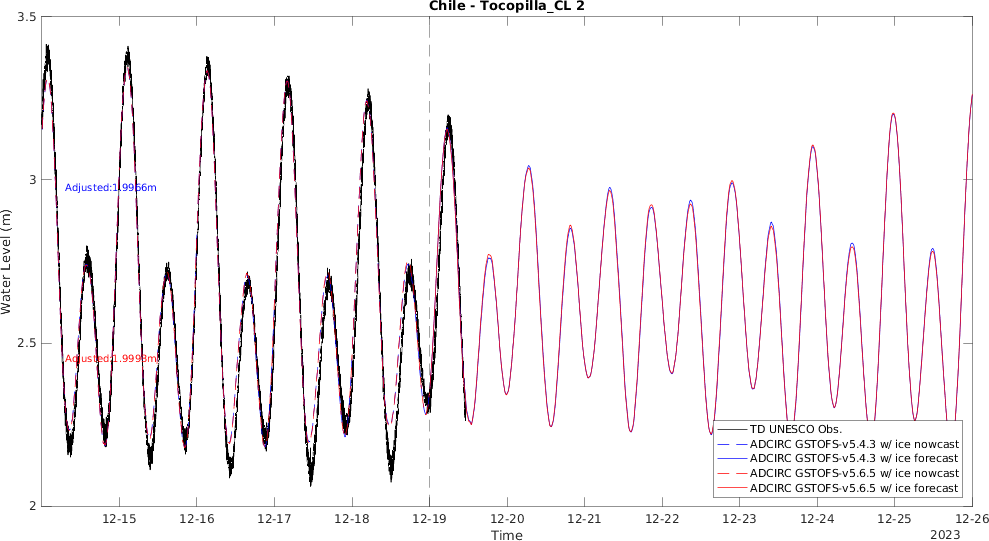 Chile - Tocopilla_CL 2
3.5
3
2.5
2
Water Level (m)
Adjusted:1.9966m
Adjusted:1.9993m
TD UNESCO Obs.
ADCIRC GSTOFS-v5.4.3 w/ ice nowcast
ADCIRC GSTOFS-v5.4.3 w/ ice forecast
ADCIRC GSTOFS-v5.6.5 w/ ice nowcast
ADCIRC GSTOFS-v5.6.5 w/ ice forecast
12-15 12-16 12-17 12-18 12-19 12-20 12-21 12-22 12-23 12-24 12-25 12-26
Time
2023